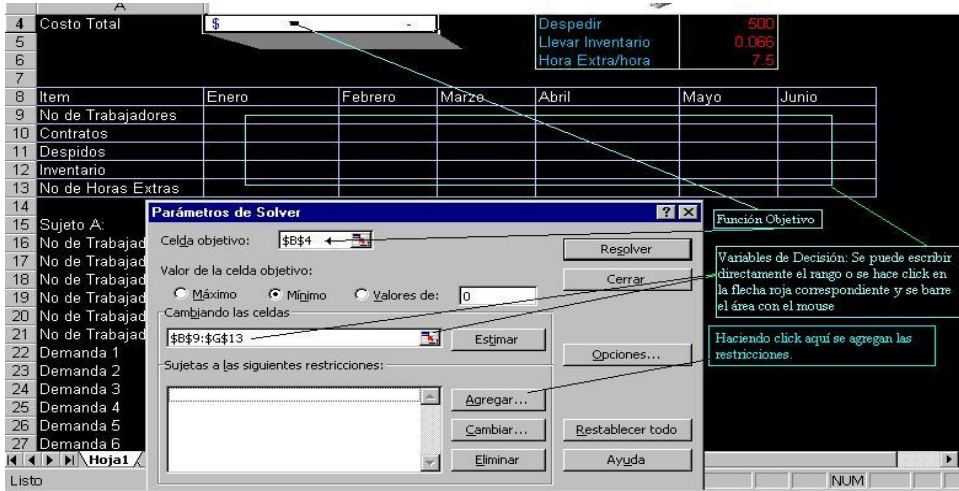 A
4 Costo Total $ - Despedir 500
5 Llevar Inventario 0.066
6 Hora Extra/hora 7.5
7
8 Item Enero Febrero Marzo Abril Mayo Junio
9 No de Trabajadores
10 Contratos
11 Despidos
12 Inventario
13 No de Horas Extras
14
15 Sujeto A:
16 No de Trabajad
17 No de Trabajad
18 No de Trabajad
19 No de Trabajad
20 No de Trabajad
21 No de Trabajad
22 Demanda 1
23 Demanda 2
24 Demanda 3
25 Demanda 4
26 Demanda 5
27 Demanda 6
Hoja1
Listo
NUM
Parámetros de Solver
Celda objetivo: $B$4
Resolver
Valor de la celda objetivo:
Cerrar
Máximo Mínimo Valores de: 0
Cambiando las celdas
$B$9:$G$13
Estimar
Opciones...
Sujetas a las siguientes restricciones:
Agregar...
Cambiar...
Restablecer todo
Eliminar
Ayuda
Función Objetivo
Variables de Decisión: Se puede escribir
directamente el rango o se hace click en
la flecha roja correspondiente y se barre
el área con el mouse
Haciendo click aquí se agregan las
restricciones.